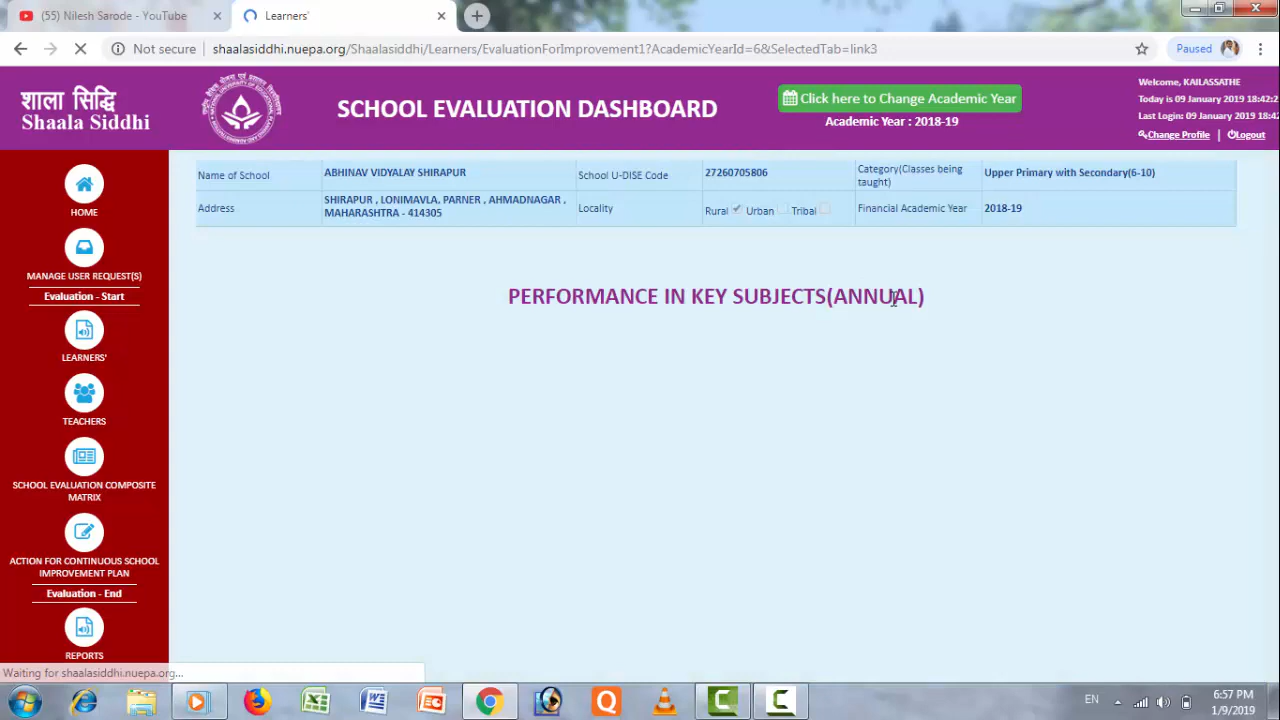 (55) Nilesh Sarode - YouTube
Learners'
Not secure
shaalasiddhi.nuepa.org/Shaalasiddhi/Learners/EvaluationForImprovement1?AcademicYearId=6&SelectedTab=link3
Paused
शाला सिद्धि
Shaala Siddhi
SCHOOL EVALUATION DASHBOARD
Click here to Change Academic Year
Academic Year : 2018-19
Welcome, KAILASSATHE
Today is 09 January 2019 18:42:2
Last Login: 09 January 2019 18:42
Change Profile | Logout
Name of School
ABHINAV VIDYALAY SHIRAPUR
School U-DISE Code
27260705806
Category(Classes being
taught)
Upper Primary with Secondary(6-10)
Address
SHIRAPUR , LONIMAVLA, PARNER , AHMADNAGAR ,
MAHARASHTRA - 414305
Locality
Rural Urban Tribal
Financial Academic Year
2018-19
HOME
MANAGE USER REQUEST(S)
Evaluation - Start
LEARNERS'
TEACHERS
SCHOOL EVALUATION COMPOSITE
MATRIX
ACTION FOR CONTINUOUS SCHOOL
IMPROVEMENT PLAN
Evaluation - End
REPORTS
PERFORMANCE IN KEY SUBJECTS(ANNUAL)
Waiting for shaalasiddhi.nuepa.org...
EN
6:57 PM
1/9/2019